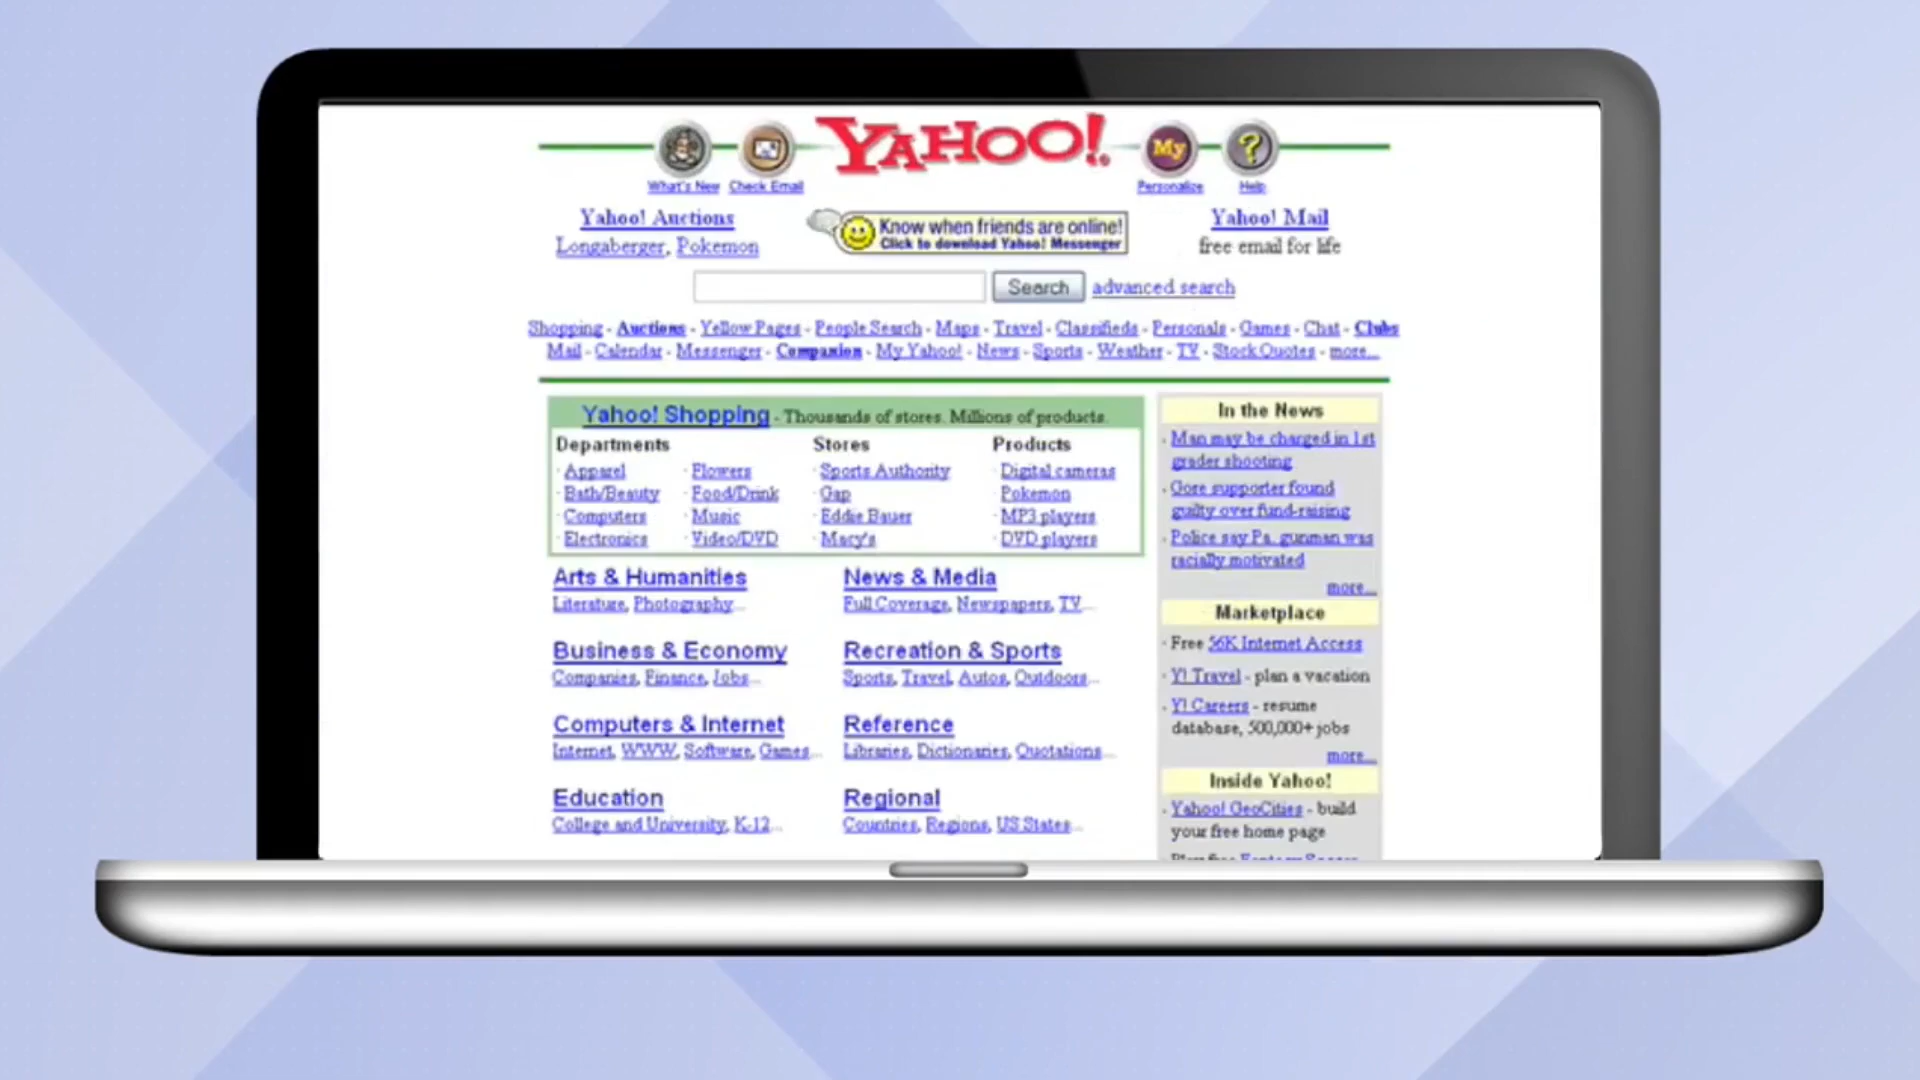 YAHOO!
My
?
What's New Check Email Personalize Help
Yahoo! Auctions
Longaberger, Pokemon
Know when friends are online!
Click to download Yahoo! Messenger
Yahoo! Mail
free email for life
Search advanced search
Shopping - Auctions - Yellow Pages - People Search - Maps - Travel - Classifieds - Personals - Games - Chat - Clubs
Mail - Calendar - Messenger - Companion - My Yahoo! - News - Sports - Weather - TV - Stock Quotes - more...
Yahoo! Shopping - Thousands of stores. Millions of products.
Departments Stores Products
· Apparel · Flowers · Sports Authority · Digital cameras
· Bath/Beauty · Food/Drink · Gap · Pokemon
· Computers · Music · Eddie Bauer · MP3 players
· Electronics · Video/DVD · Macy's · DVD players
Arts & Humanities
Literature, Photography...
News & Media
Full Coverage, Newspapers, TV...
Business & Economy
Companies, Finance, Jobs...
Recreation & Sports
Sports, Travel, Autos, Outdoors...
Computers & Internet
Internet, WWW, Software, Games...
Reference
Libraries, Dictionaries, Quotations...
Education
College and University, K-12...
Regional
Countries, Regions, US States...
In the News
· Man may be charged in 1st
grader shooting
· Gore supporter found
guilty over fund-raising
· Police say Pa. gunman was
racially motivated
more...
Marketplace
· Free 56K Internet Access
· Y! Travel - plan a vacation
· Y! Careers - resume
database, 500,000+ jobs
more...
Inside Yahoo!
· Yahoo! GeoCities - build
your free home page